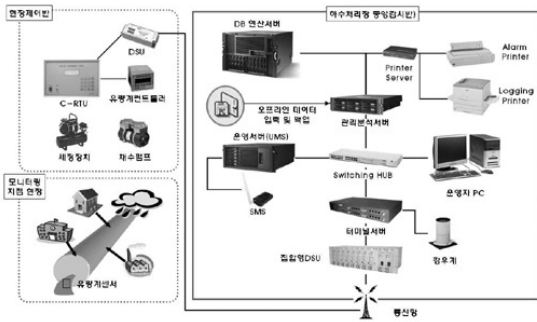 현장제어반
DSU
C-RTU
유량계컨트롤러
세정장치
채수펌프
모니터링
지점 현장
유량계센서
하수처리장 중앙감시반
DB 연산서버
Printer
Server
Alarm
Printer
Logging
Printer
오프라인 데이터
입력 및 백업
관리분석서버
운영서버(UMS)
SMS
Switching HUB
운영자 PC
터미널서버
강우계
집합형DSU
통신망